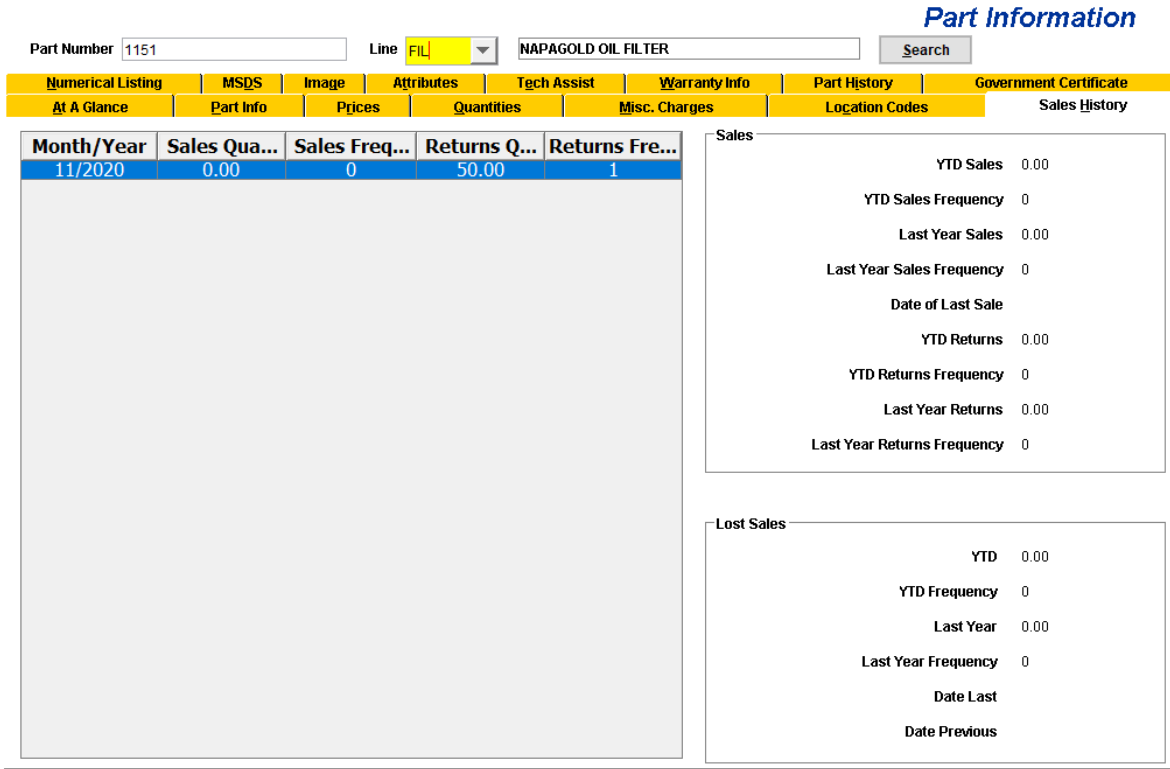 Part Information
Part Number 1151 Line FIL NAPAGOLD OIL FILTER Search
Numerical Listing MSDS Image Attributes Tech Assist Warranty Info Part History Government Certificate
At A Glance Part Info Prices Quantities Misc. Charges Location Codes Sales History
Month/Year Sales Qua... Sales Freq... Returns Q... Returns Fre...
11/2020 0.00 0 50.00 1
Sales
YTD Sales 0.00
YTD Sales Frequency 0
Last Year Sales 0.00
Last Year Sales Frequency 0
Date of Last Sale
YTD Returns 0.00
YTD Returns Frequency 0
Last Year Returns 0.00
Last Year Returns Frequency 0
Lost Sales
YTD 0.00
YTD Frequency 0
Last Year 0.00
Last Year Frequency 0
Date Last
Date Previous